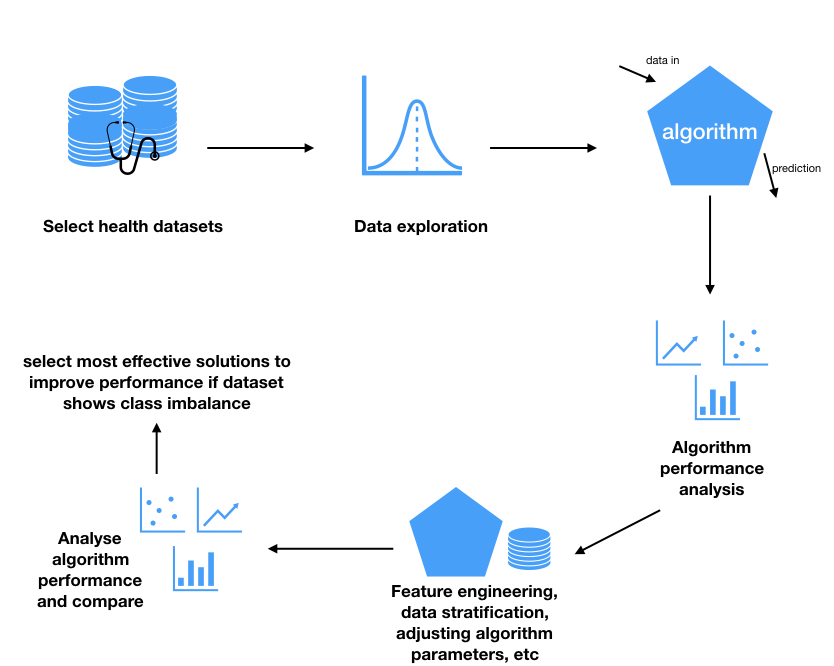 data in
algorithm
prediction
Select health datasets
Data exploration
Algorithm
performance
analysis
Feature engineering,
data stratification,
adjusting algorithm
parameters, etc
Analyse
algorithm
performance
and compare
select most effective solutions to
improve performance if dataset
shows class imbalance